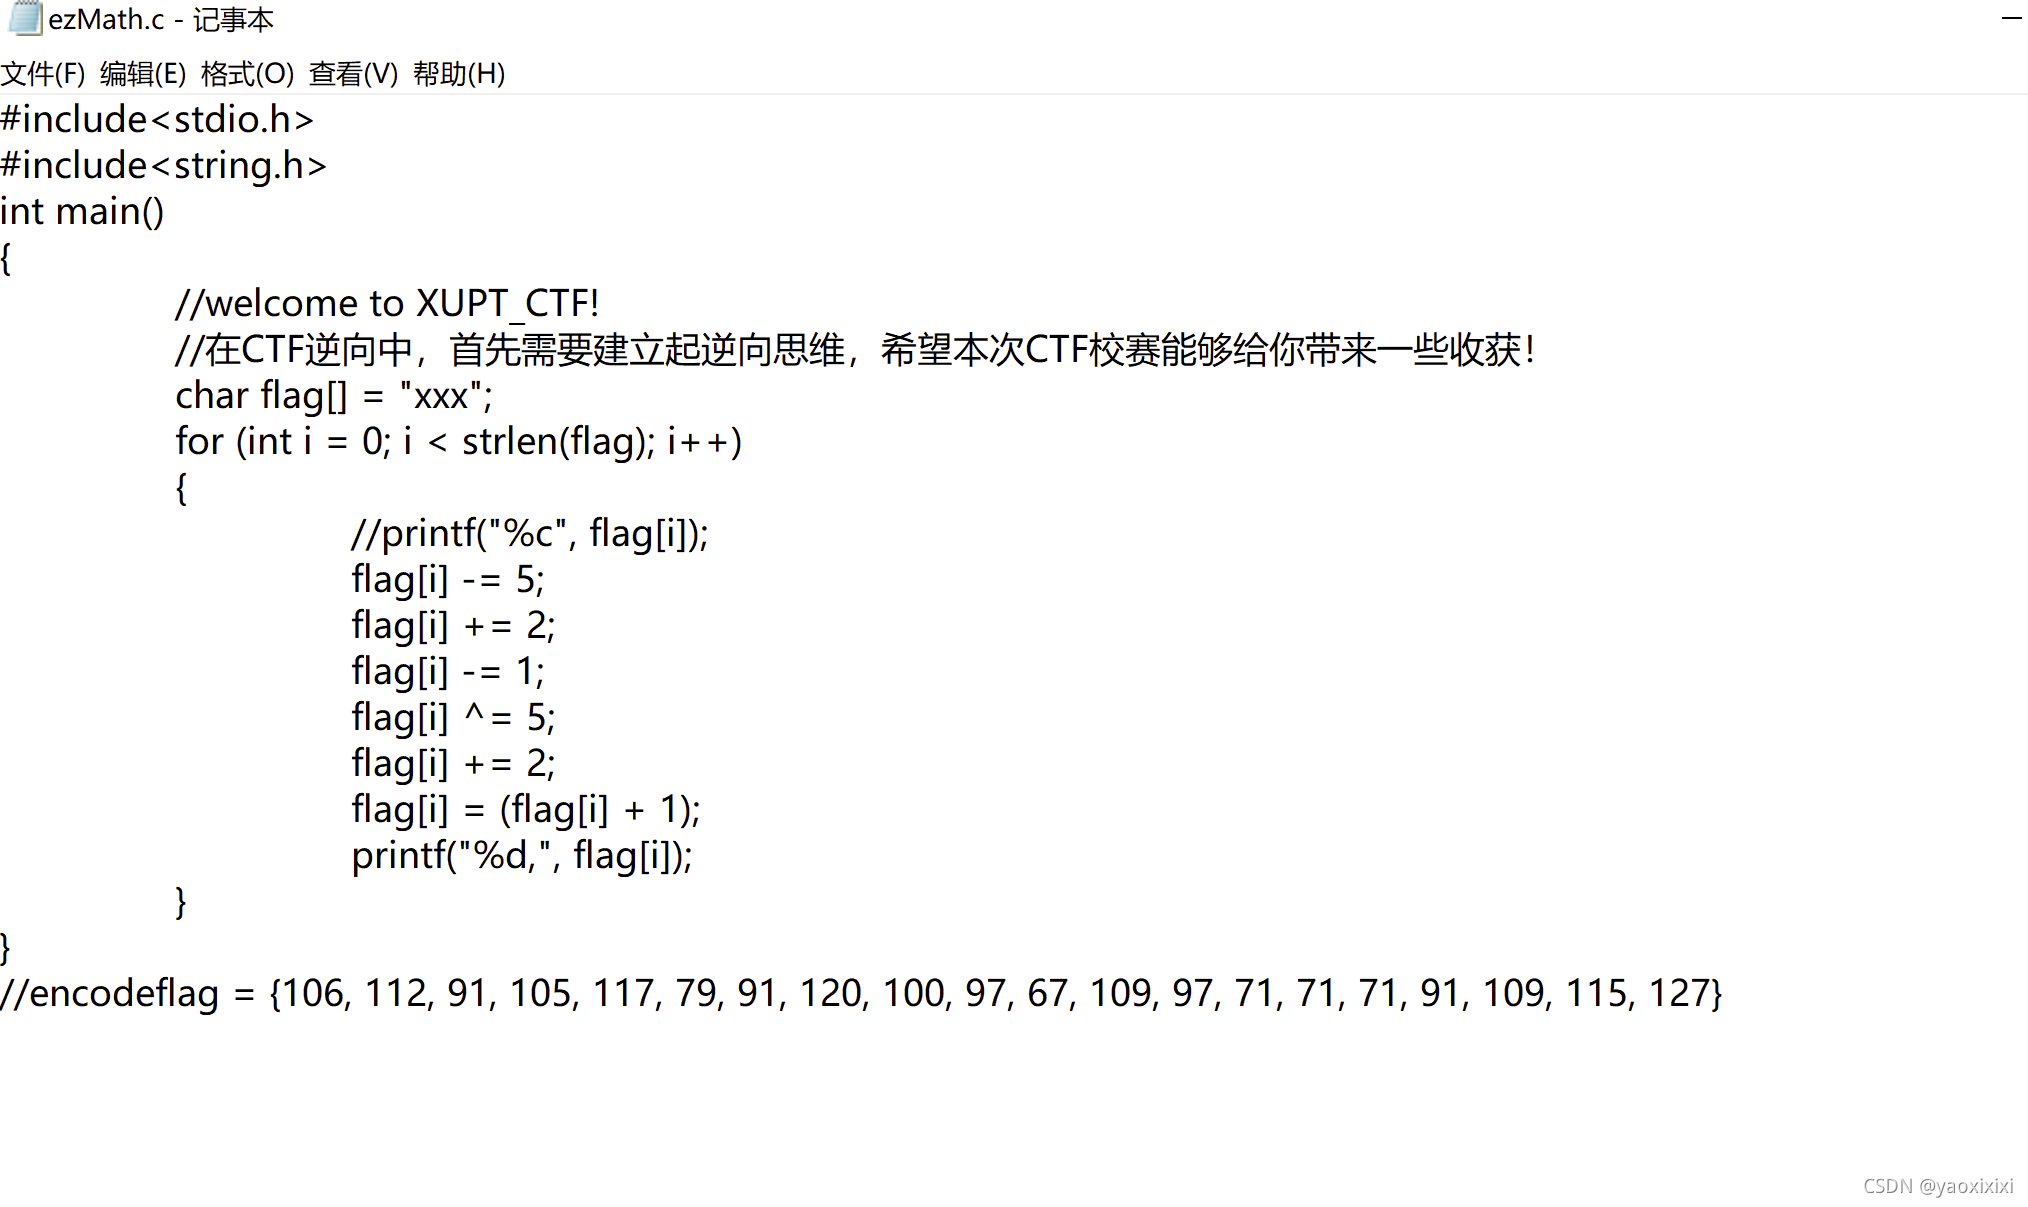 ezMath.c - 记事本
文件(F) 编辑(E) 格式(O) 查看(V) 帮助(H)
#include<stdio.h>
#include<string.h>
int main()
{
//welcome to XUPT_CTF!
//在CTF逆向中，首先需要建立起逆向思维，希望本次CTF校赛能够给你带来一些收获！
char flag[] = "xxx";
for (int i = 0; i < strlen(flag); i++)
{
//printf("%c", flag[i]);
flag[i] -= 5;
flag[i] += 2;
flag[i] -= 1;
flag[i] ^= 5;
flag[i] += 2;
flag[i] = (flag[i] + 1);
printf("%d,", flag[i]);
}
}
//encodeflag = {106, 112, 91, 105, 117, 79, 91, 120, 100, 97, 67, 109, 97, 71, 71, 71, 91, 109, 115, 127}
CSDN @yaoxixixi